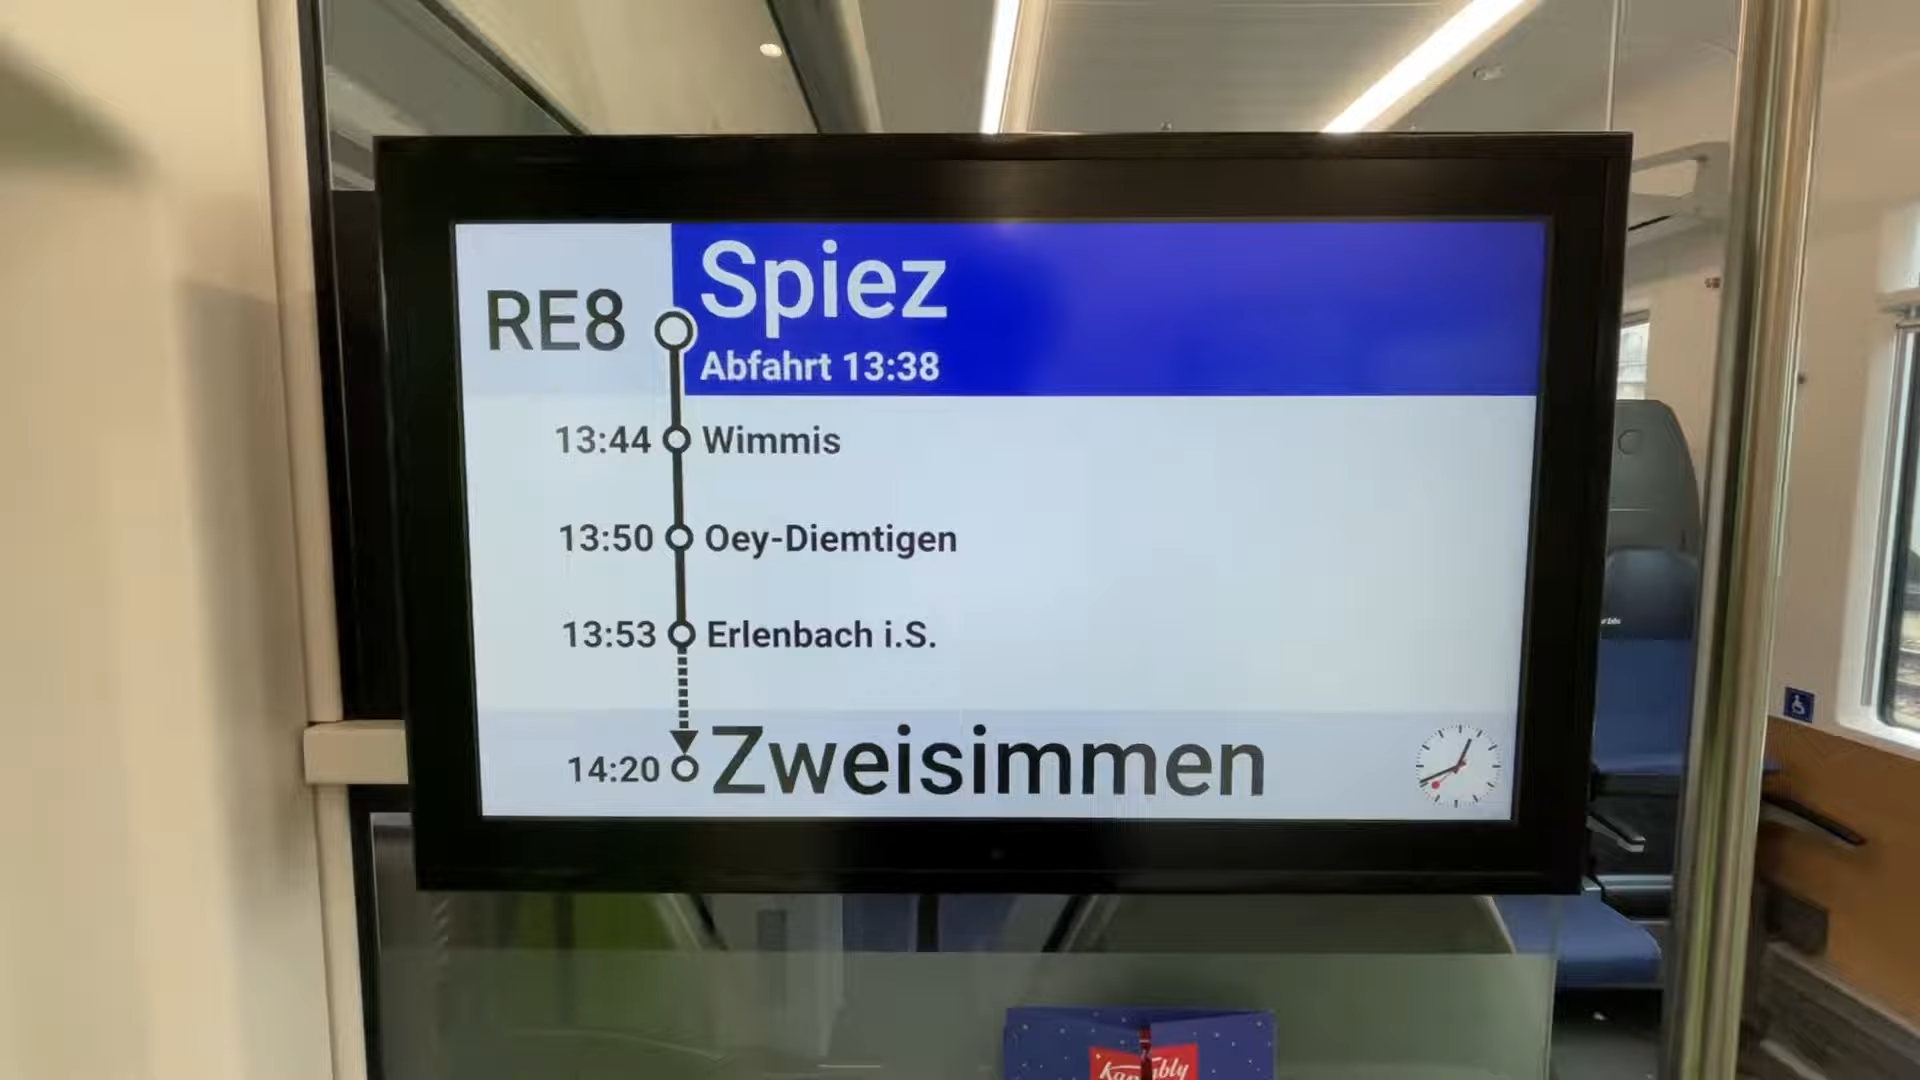 RE8
Spiez
Abfahrt 13:38
13:44 Wimmis
13:50 Oey-Diemtigen
13:53 Erlenbach i.S.
14:20 Zweisimmen